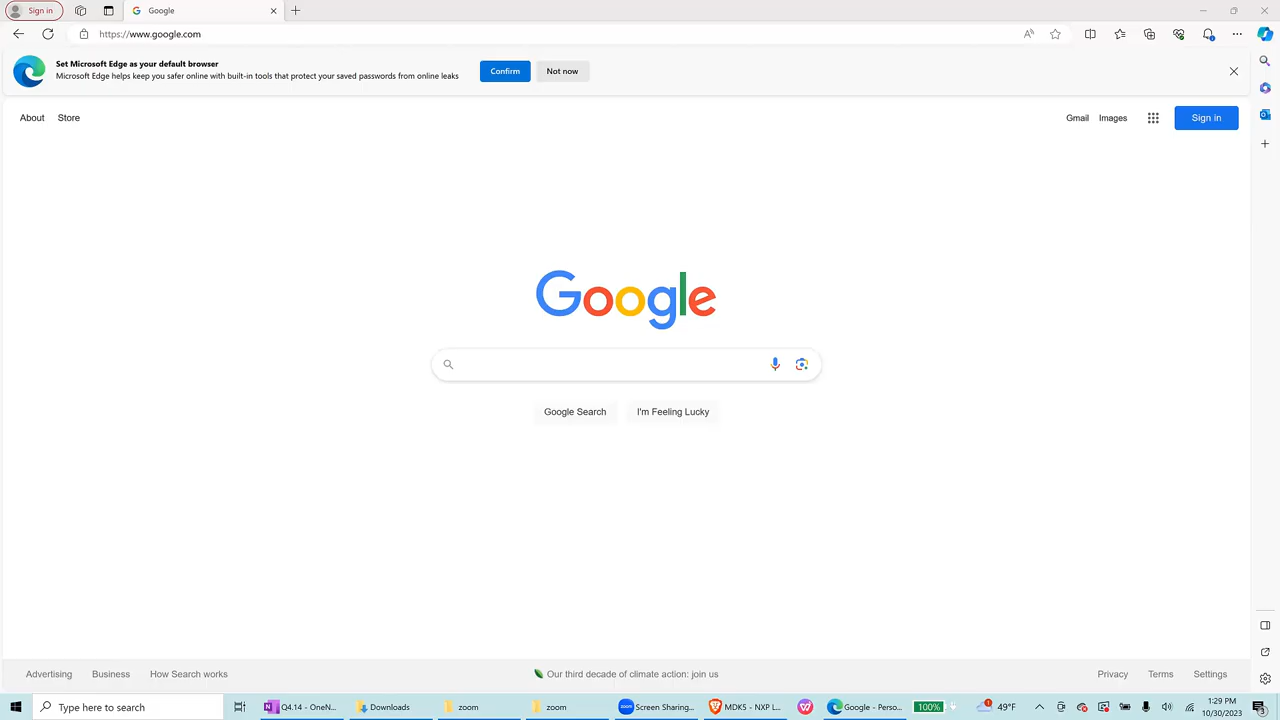 Sign in
Google
https://www.google.com
Set Microsoft Edge as your default browser
Microsoft Edge helps keep you safer online with built-in tools that protect your saved passwords from online leaks
Confirm
Not now
About
Store
Gmail
Images
Sign in
Google
Google Search
I'm Feeling Lucky
Advertising
Business
How Search works
Our third decade of climate action: join us
Privacy
Terms
Settings
Type here to search
Q4.14 - OneN...
Downloads
zoom
zoom
zoom
Screen Sharing...
MDK5 - NXP L...
Google - Perso...
100%
49°F
1:29 PM
10/30/2023
3